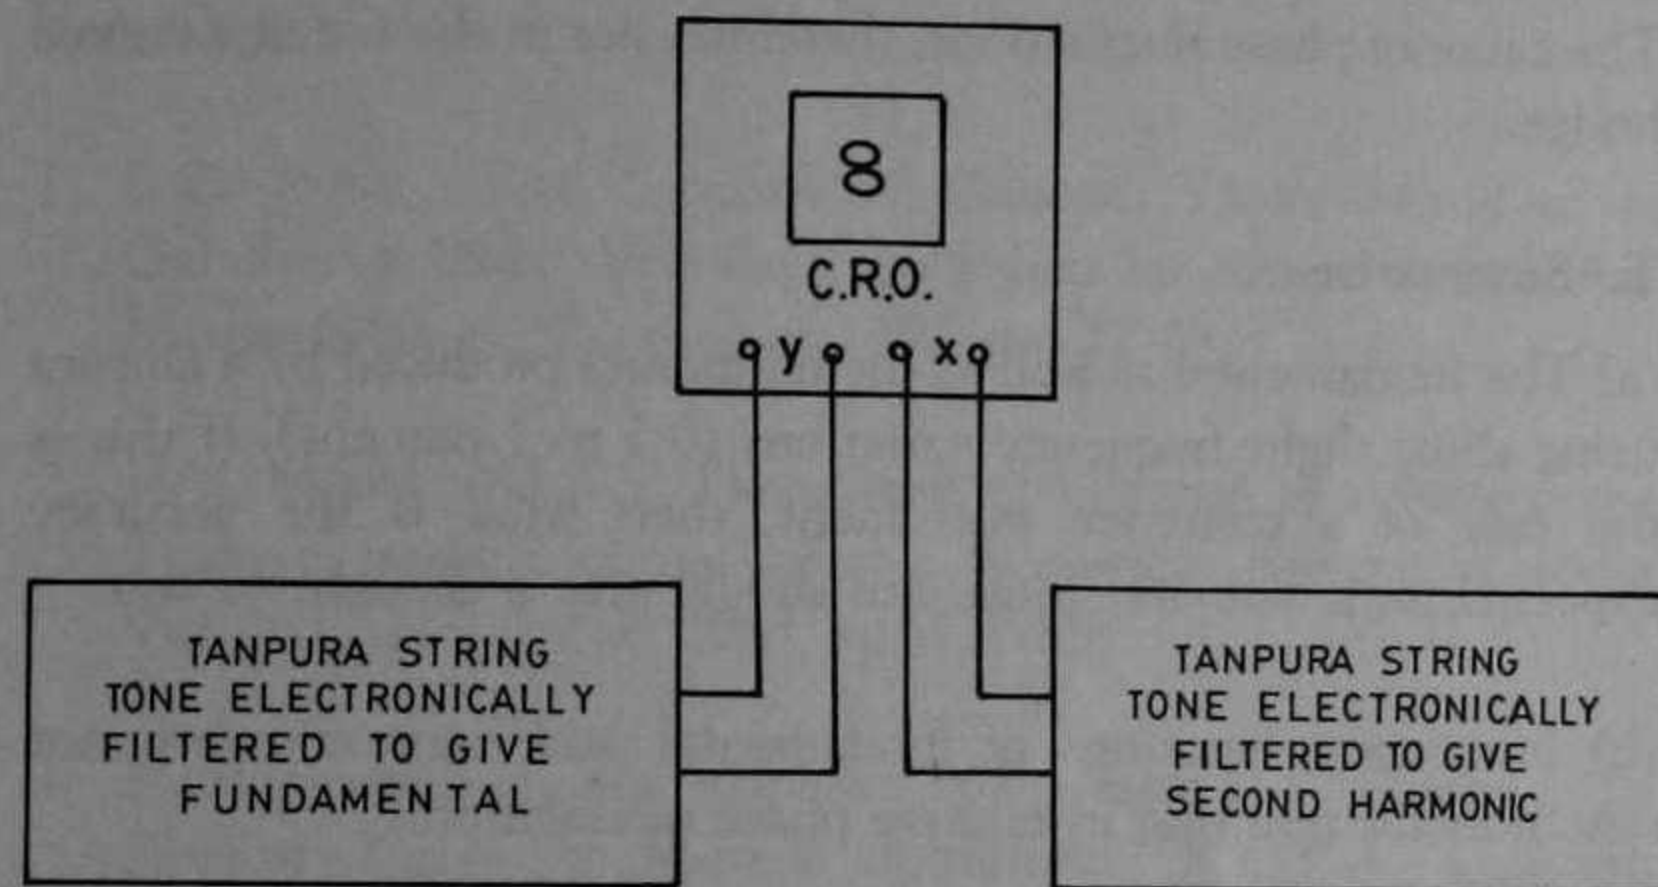 8
C.R.O.
y x
TANPURA STRING
TONE ELECTRONICALLY
FILTERED TO GIVE
FUNDAMENTAL
TANPURA STRING
TONE ELECTRONICALLY
FILTERED TO GIVE
SECOND HARMONIC